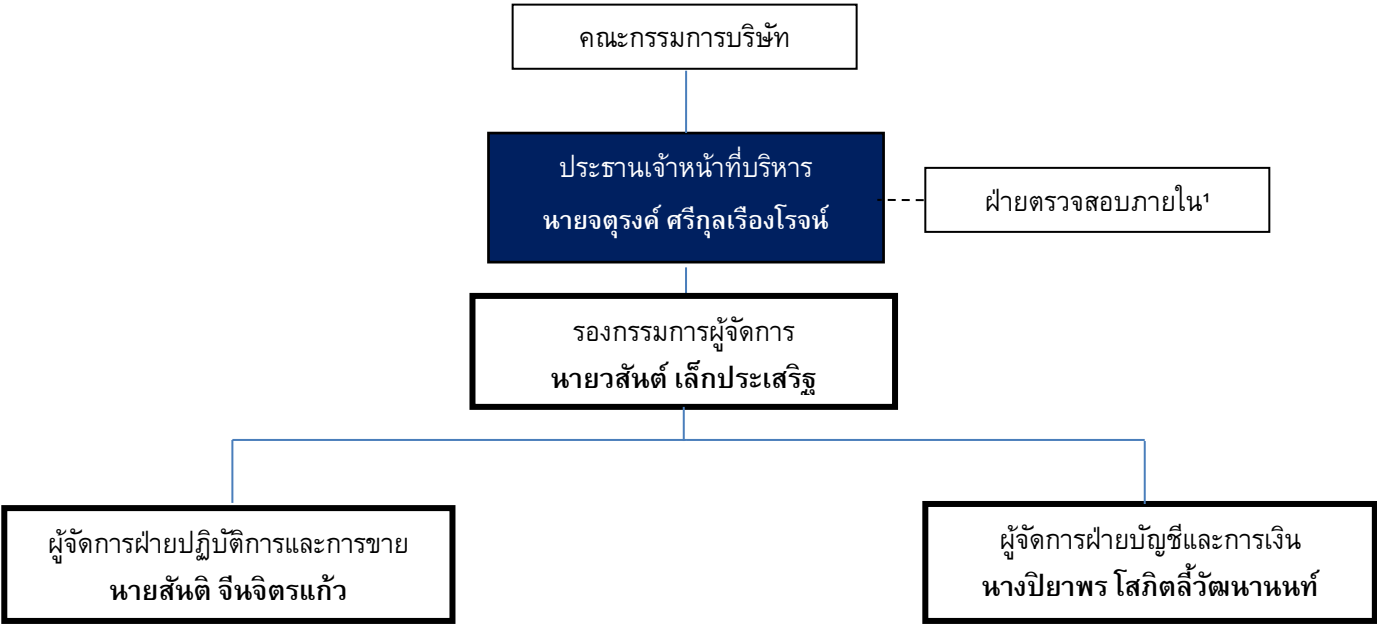 คณะกรรมการบริษัท
ประธานเจ้าหน้าที่บริหาร
นายจตุรงค์ ศรีกุลเรืองโรจน์
ฝ่ายตรวจสอบภายใน¹
รองกรรมการผู้จัดการ
นายวสันต์ เล็กประเสริฐ
ผู้จัดการฝ่ายปฏิบัติการและการขาย
นายสันติ จีนจิตรแก้ว
ผู้จัดการฝ่ายบัญชีและการเงิน
นางปิยาพร โสภิตลี้วัฒนานนท์